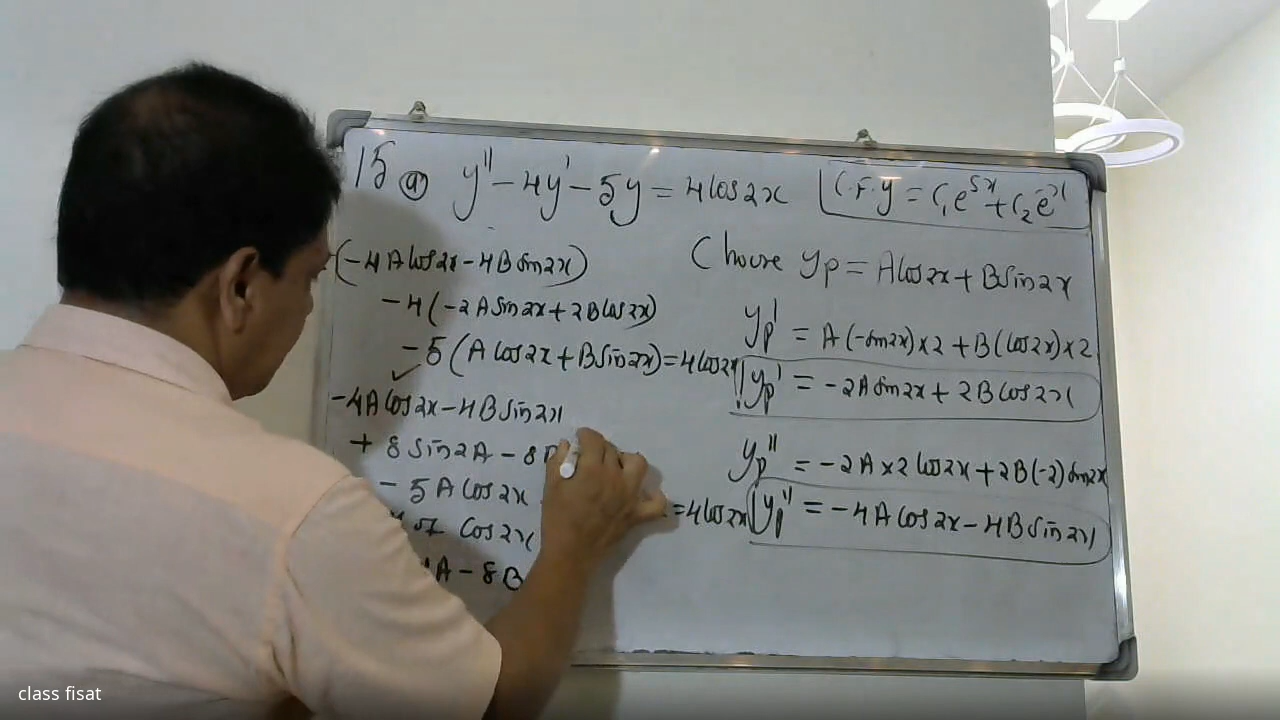 15 (a) y'' - 4y' - 5y = 4 cos 2x
C.F. y = C₁e⁵ˣ + C₂e⁻ˣ
(-4A cos 2x - 4B sin 2x)
-4(-2A sin 2x + 2B cos 2x)
-5(A cos 2x + B sin 2x) = 4 cos 2x
✓
-4A cos 2x - 4B sin 2x
+ 8 sin 2A - 8
- 5A cos 2x
= 4 cos 2x
cos 2x
A - 8B
Choose yp = A cos 2x + B sin 2x
yp' = A(-sin 2x)×2 + B(cos 2x)×2
yp' = -2A sin 2x + 2B cos 2x
yp'' = -2A×2 cos 2x + 2B(-2) sin 2x
yp'' = -4A cos 2x - 4B sin 2x
class fisat